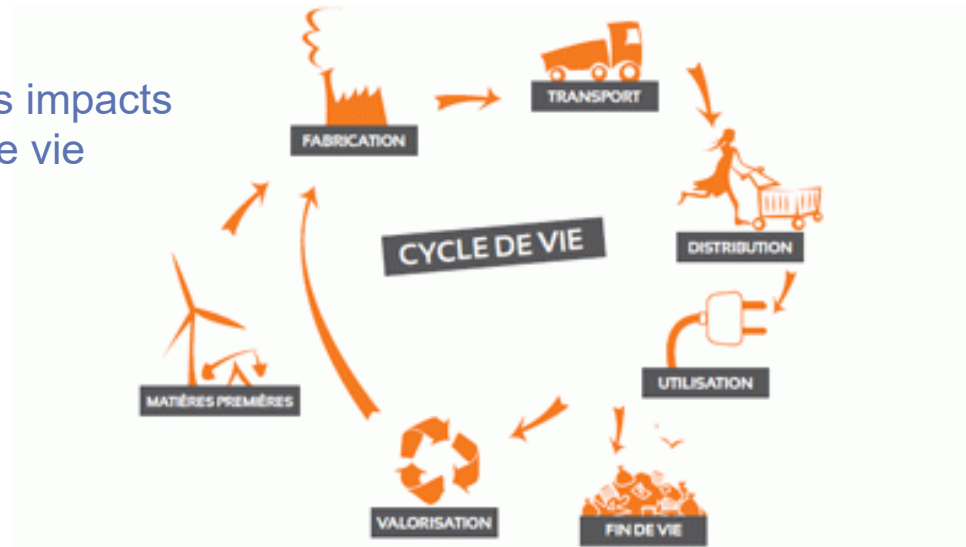 s impacts
e vie
FABRICATION
TRANSPORT
DISTRIBUTION
CYCLE DE VIE
UTILISATION
MATIÈRES PREMIÈRES
VALORISATION
FIN DE VIE